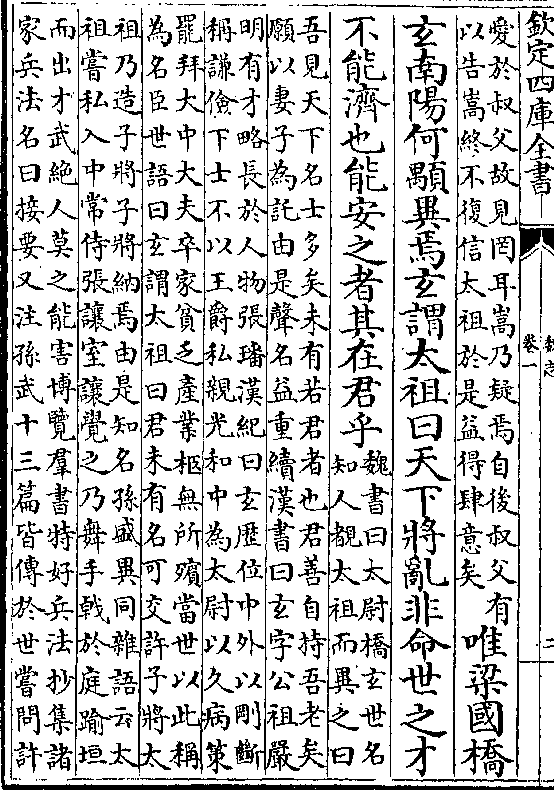 欽定四庫全書
魏志
卷一
二
愛於叔父故見罔耳嵩乃疑焉自後叔父有
以告嵩終不復信太祖於是益得肆意矣
唯梁國橋
玄南陽何顒異焉玄謂太祖曰天下將亂非命世之才
不能濟也能安之者其在君乎
魏書曰太尉橋玄世名
知人覩太祖而異之曰
吾見天下名士多矣未有若君者也君善自持吾老矣
願以妻子為託由是聲名益重續漢書曰玄字公祖嚴
明有才略長於人物張璠漢紀曰玄歷位中外以剛斷
稱謙儉下士不以王爵私親光和中為太尉以久病策
罷拜太中大夫卒家貧乏產業柩無所殯當世以此稱
為名臣世語曰玄謂太祖曰君未有名可交許子將太
祖乃造子將子將納焉由是知名孫盛異同雜語云太
祖嘗私入中常侍張讓室讓覺之乃舞手戟於庭踰垣
而出才武絕人莫之能害博覽羣書特好兵法抄集諸
家兵法名曰接要又注孫武十三篇皆傳於世嘗問許